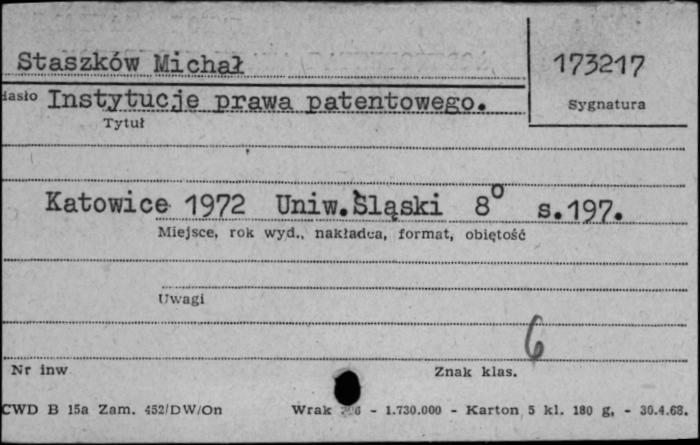 Staszków Michał
173217
Hasło Instytucje prawa patentowego.
Sygnatura
Tytuł
Katowice 1972 Uniw.Śląski 8° s.197.
Miejsce, rok wyd., nakładca, format, obiętość
Uwagi
6
Nr inw
Znak klas.
CWD B 15a Zam. 452/DW/On
Wrak - 1.730.000 - Karton 5 kl. 180 g, - 30.4.68.